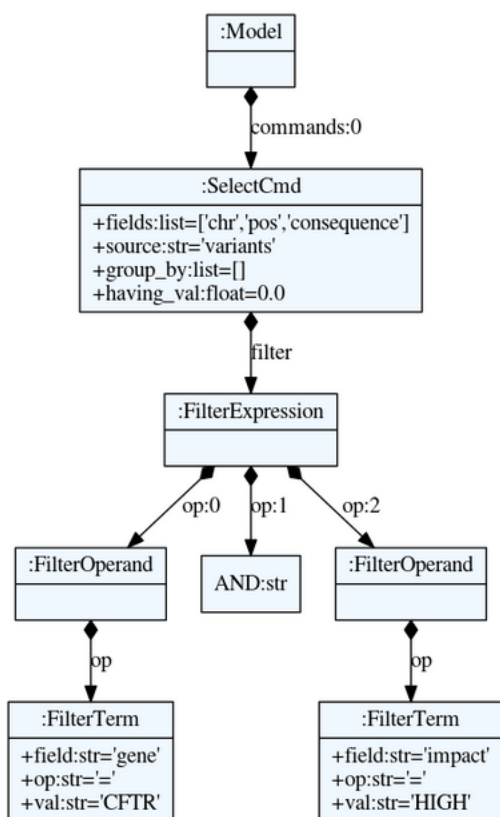 :Model
commands:0
:SelectCmd
+fields:list=['chr','pos','consequence']
+source:str='variants'
+group_by:list=[]
+having_val:float=0.0
filter
:FilterExpression
op:0
op:1
op:2
:FilterOperand
AND:str
:FilterOperand
op
op
:FilterTerm
+field:str='gene'
+op:str='='
+val:str='CFTR'
:FilterTerm
+field:str='impact'
+op:str='='
+val:str='HIGH'